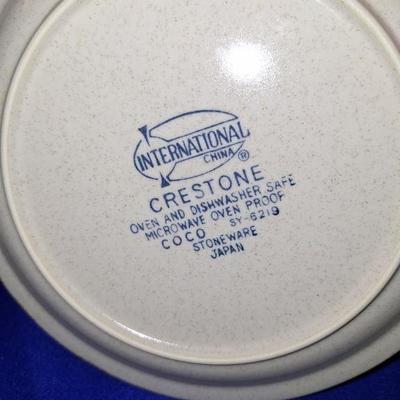 INTERNATIONAL
CHINA ®
CRESTONE
OVEN AND DISHWASHER SAFE
MICROWAVE OVEN PROOF
COCO SY-6219
STONEWARE
JAPAN